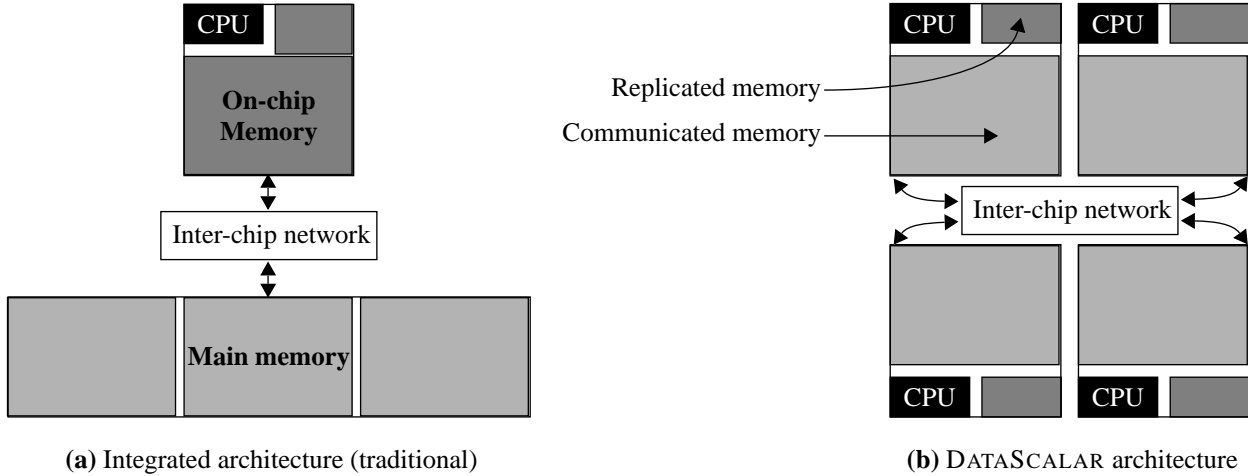 CPU
On-chip
Memory
Inter-chip network
Main memory
(a) Integrated architecture (traditional)
CPU
CPU
Replicated memory
Communicated memory
Inter-chip network
CPU
CPU
(b) DATASCALAR architecture